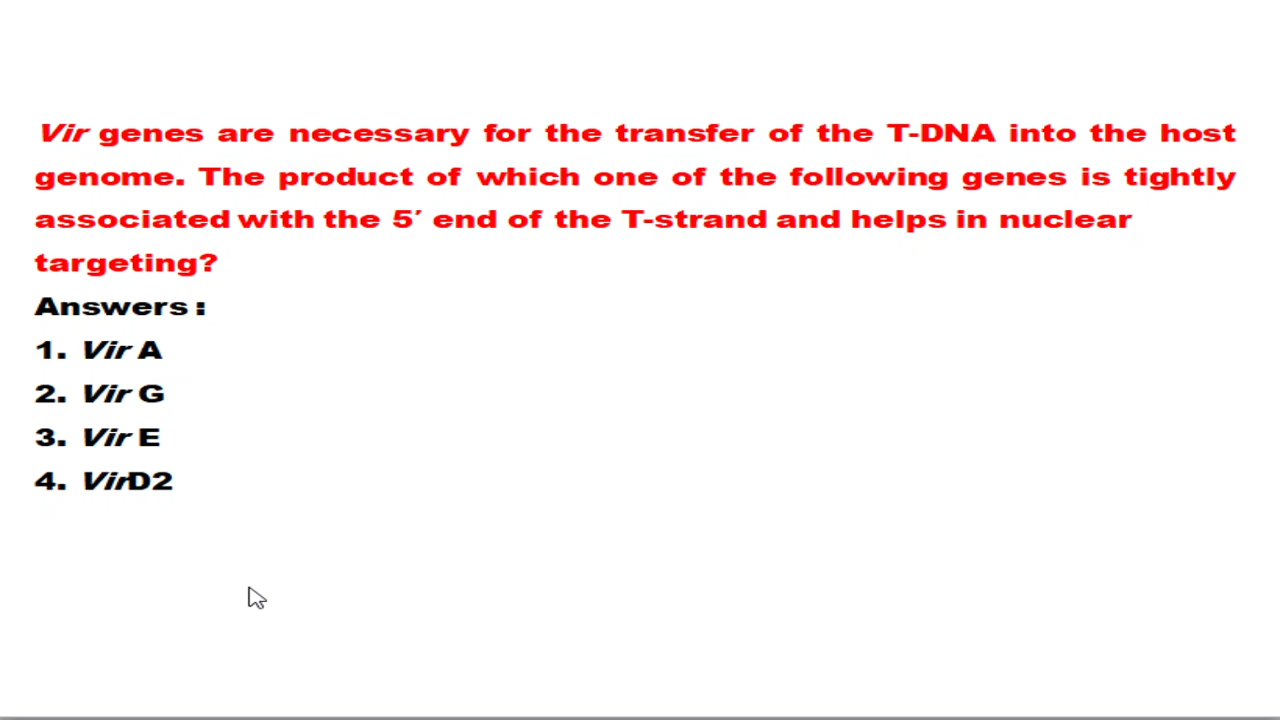 Vir genes are necessary for the transfer of the T-DNA into the host
genome. The product of which one of the following genes is tightly
associated with the 5′ end of the T-strand and helps in nuclear
targeting?
Answers :
1. Vir A
2. Vir G
3. Vir E
4. VirD2